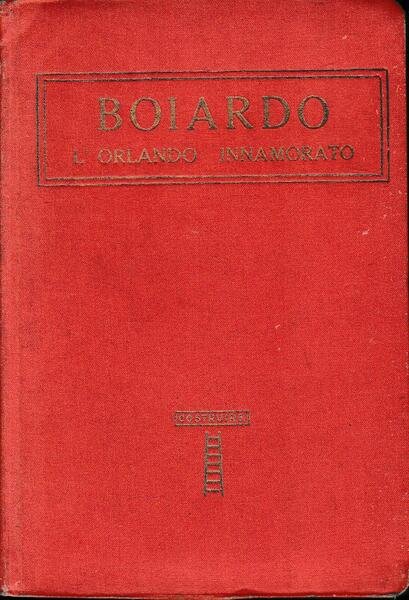 BOIARDO
L' ORLANDO INNAMORATO
COSTRUIRE